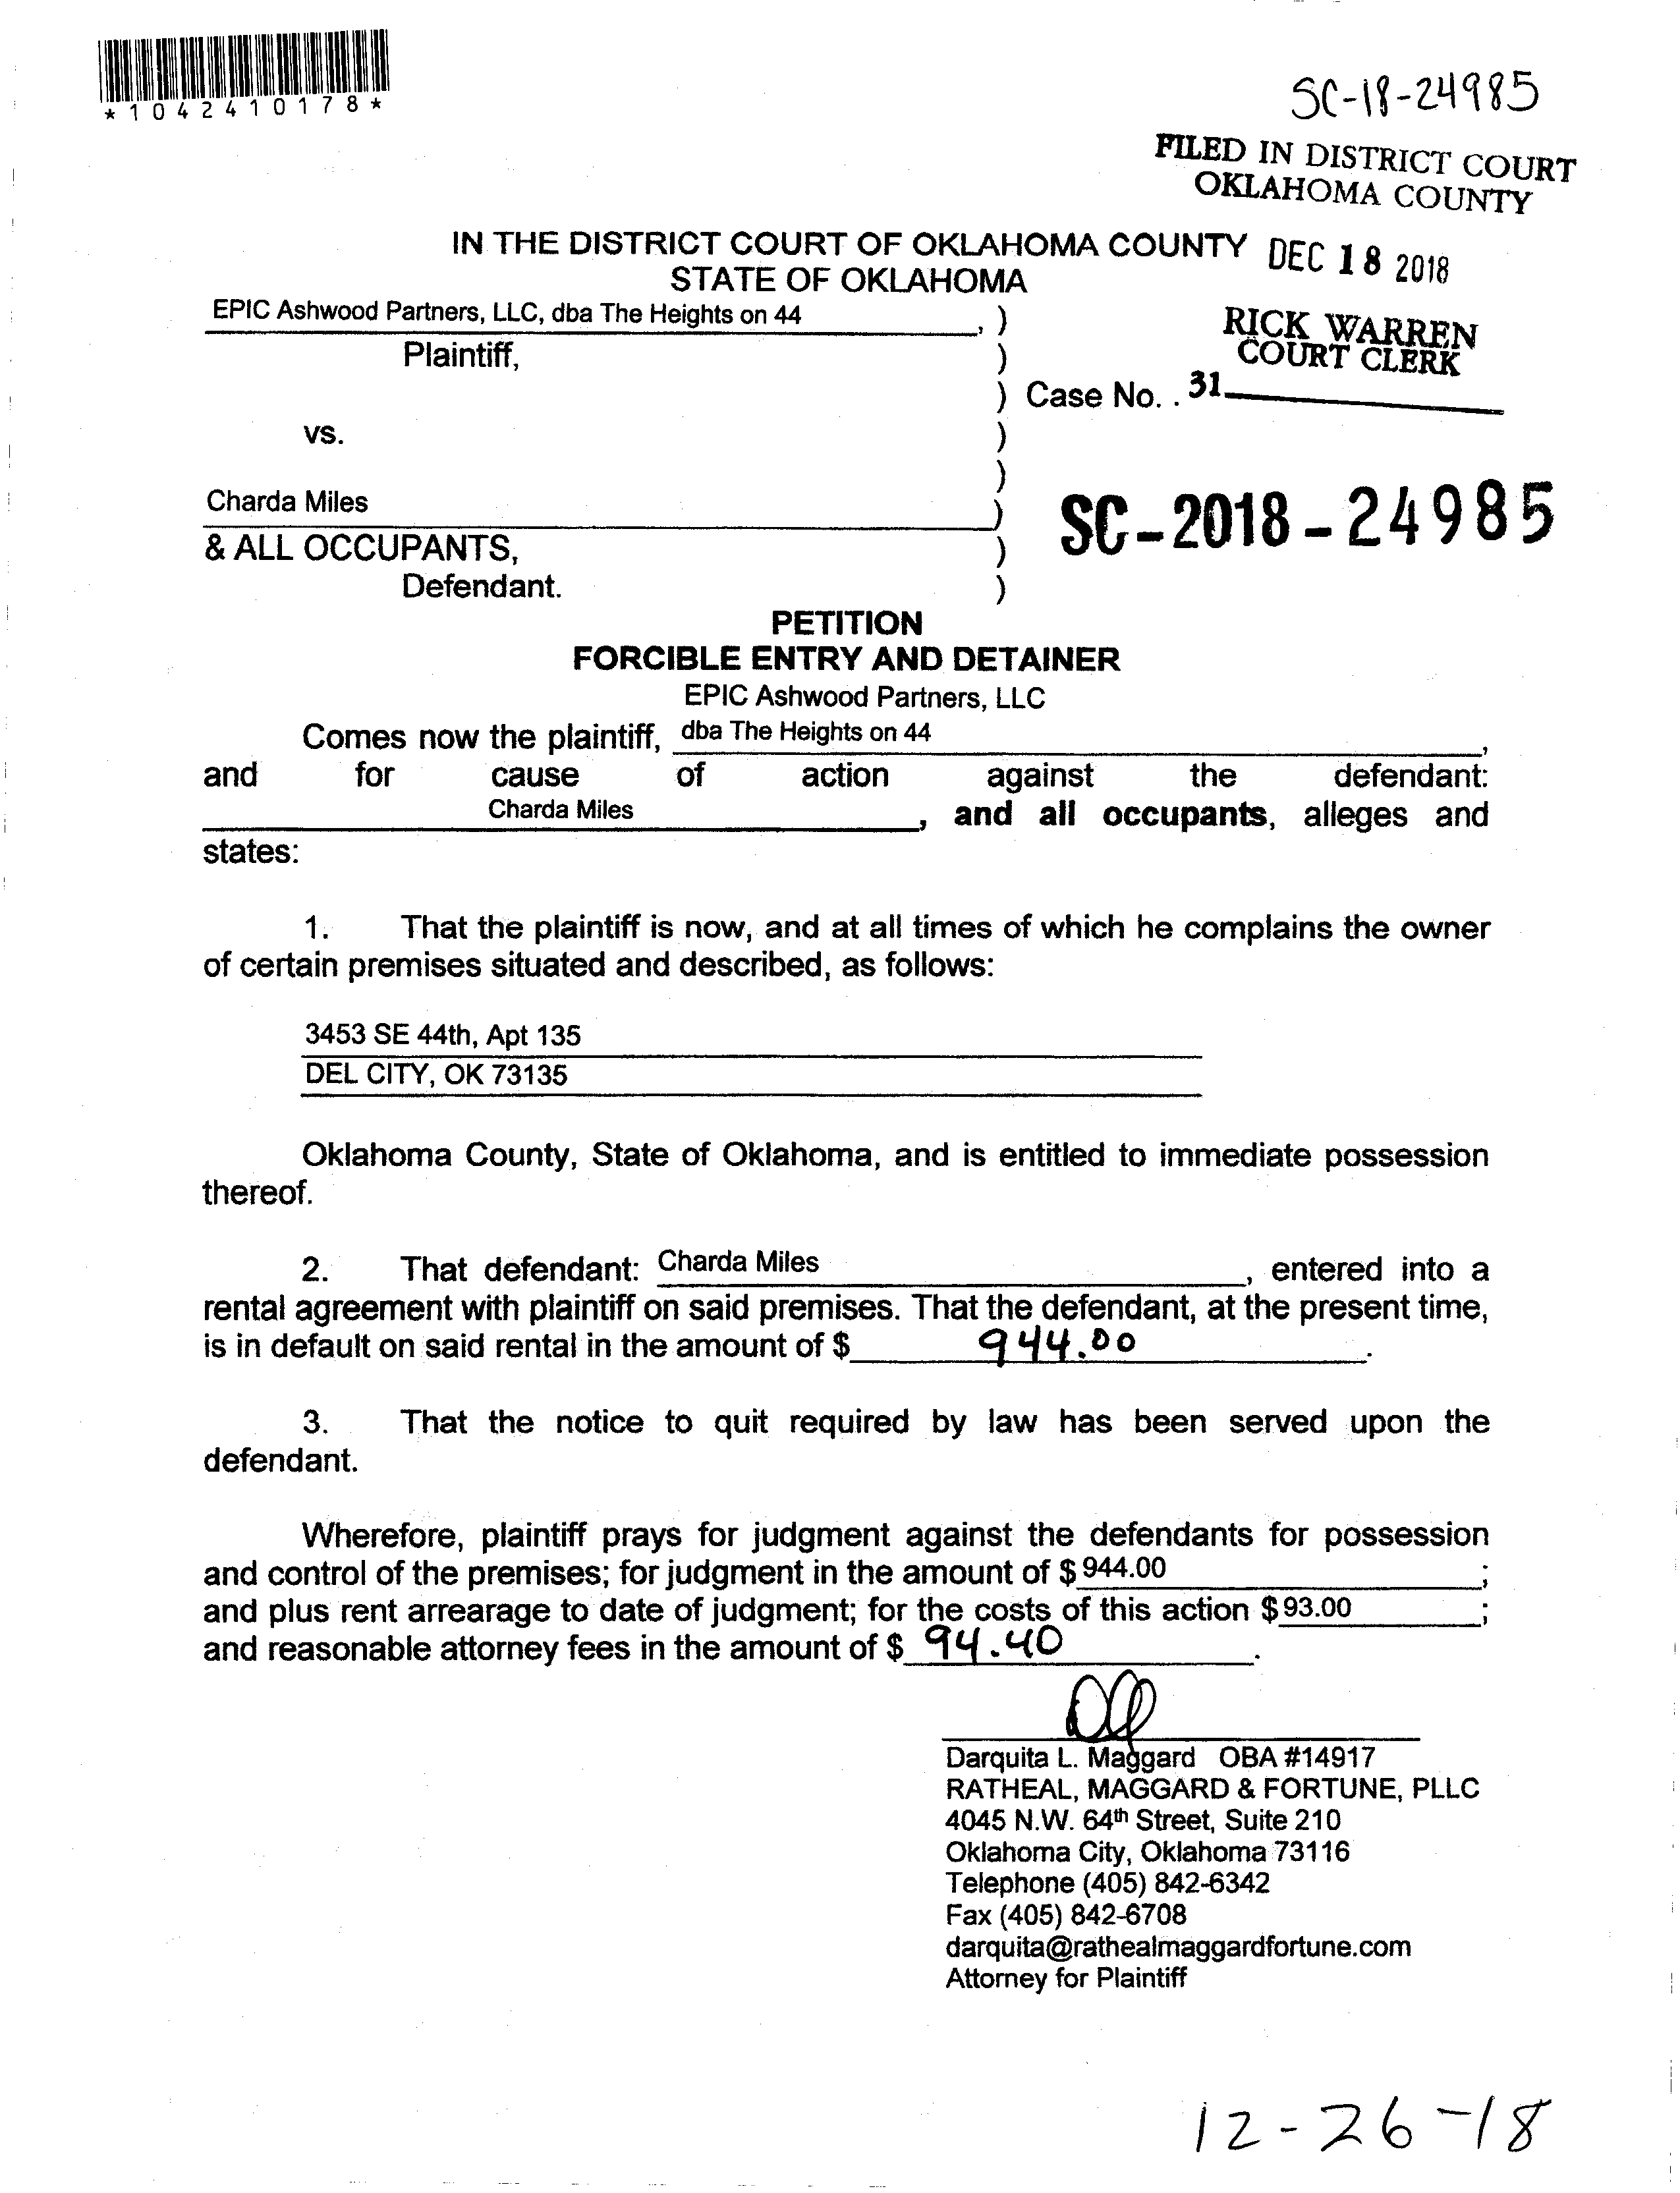 *1042410178*
SC-18-24985
FILED IN DISTRICT COURT
OKLAHOMA COUNTY
IN THE DISTRICT COURT OF OKLAHOMA COUNTY DEC 18 2018
STATE OF OKLAHOMA
EPIC Ashwood Partners, LLC, dba The Heights on 44, )
RICK WARREN
COURT CLERK
Plaintiff, )
) Case No. . 31
vs. )
)
Charda Miles )
SC-2018-24985
& ALL OCCUPANTS, )
Defendant. )
PETITION
FORCIBLE ENTRY AND DETAINER
EPIC Ashwood Partners, LLC
Comes now the plaintiff, dba The Heights on 44,
and for cause of action against the defendant:
Charda Miles, and all occupants, alleges and
states:
1. That the plaintiff is now, and at all times of which he complains the owner
of certain premises situated and described, as follows:
3453 SE 44th, Apt 135
DEL CITY, OK 73135
Oklahoma County, State of Oklahoma, and is entitled to immediate possession
thereof.
2. That defendant: Charda Miles, entered into a
rental agreement with plaintiff on said premises. That the defendant, at the present time,
is in default on said rental in the amount of $ 944.00.
3. That the notice to quit required by law has been served upon the
defendant.
Wherefore, plaintiff prays for judgment against the defendants for possession
and control of the premises; for judgment in the amount of $ 944.00;
and plus rent arrearage to date of judgment; for the costs of this action $ 93.00;
and reasonable attorney fees in the amount of $ 94.40.
Darquita L. Maggard OBA #14917
RATHEAL, MAGGARD & FORTUNE, PLLC
4045 N.W. 64th Street, Suite 210
Oklahoma City, Oklahoma 73116
Telephone (405) 842-6342
Fax (405) 842-6708
darquita@rathealmaggardfortune.com
Attorney for Plaintiff
12-26-18